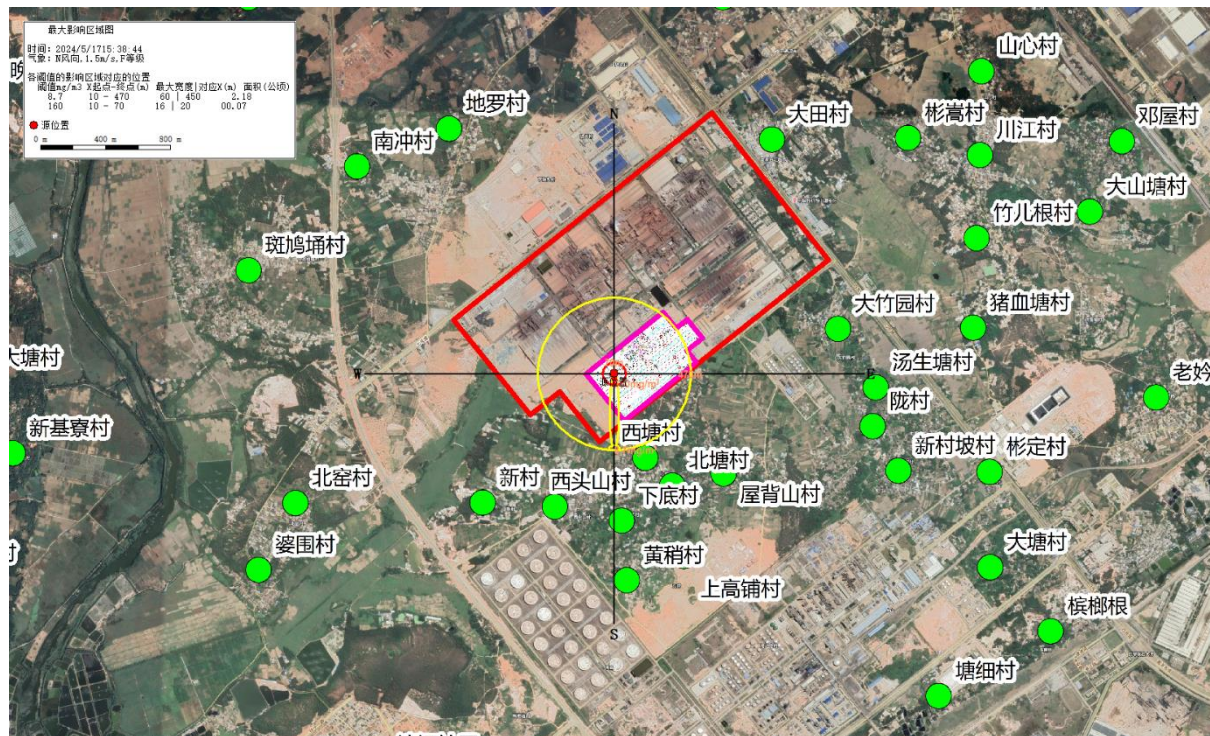 最大影响区域图
时间: 2024/5/1715:38:44
气象: N风向,1.5m/s,F等级
各阈值的影响区域对应的位置
阈值mg/m3 X起点-终点(m) 最大宽度|对应X(m) 面积(公顷)
8.7 10 - 470 60 | 450 2.18
160 10 - 70 16 | 20 00.07
源位置
0 m 400 m 800 m
山心村
地罗村
大田村
彬嵩村
川江村
邓屋村
南冲村
N
大山塘村
竹儿根村
斑鸠埇村
大竹园村
猪血塘村
大塘村
汤生塘村
W
E
老妗
陇村
新基寮村
西塘村
北塘村
新村坡村
彬定村
北窑村
新村
西头山村
下底村
屋背山村
婆围村
黄稍村
上高铺村
大塘村
槟榔根
S
塘细村
村